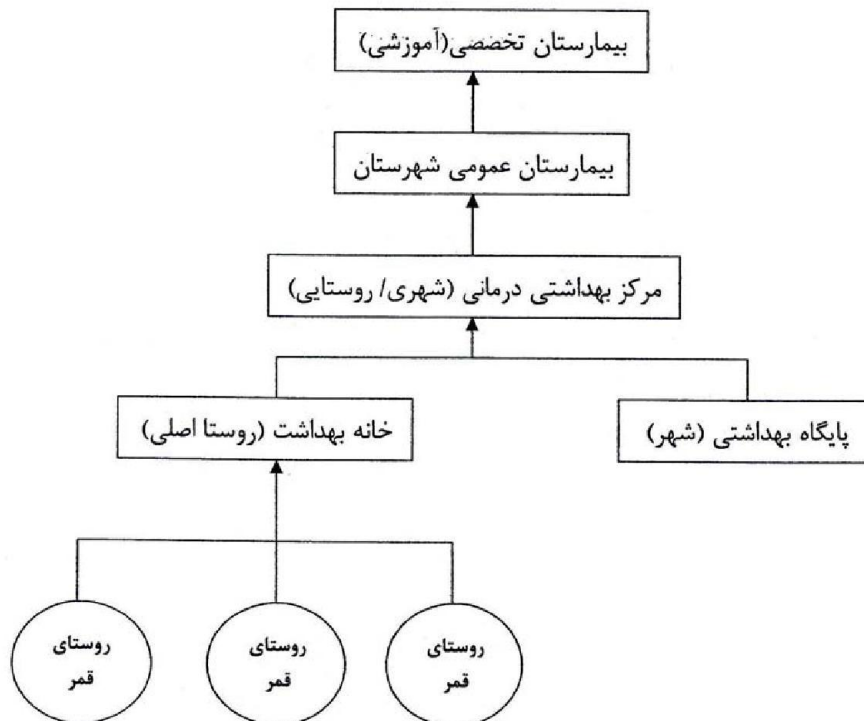 بیمارستان تخصصی(آموزشی)
بیمارستان عمومی شهرستان
مرکز بهداشتی درمانی (شهری/ روستایی)
خانه بهداشت (روستا اصلی)
پایگاه بهداشتی (شهر)
روستای
قمر
روستای
قمر
روستای
قمر